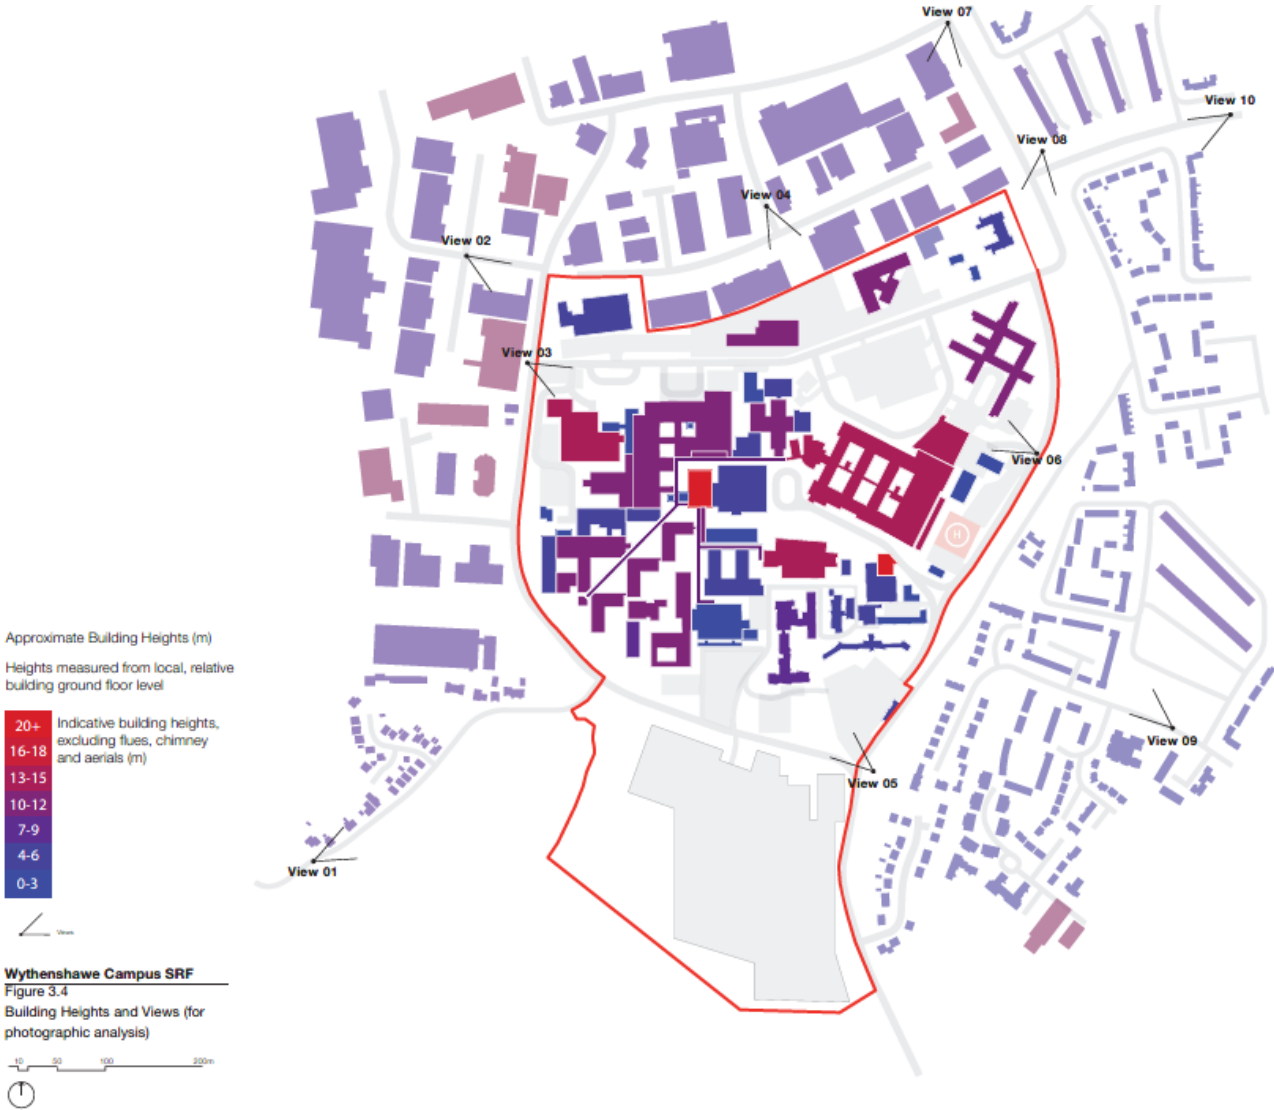 View 07
View 10
View 08
View 04
View 02
View 03
View 06
H
View 09
View 05
View 01
Approximate Building Heights (m)
Heights measured from local, relative
building ground floor level
20+
16-18
13-15
10-12
7-9
4-6
0-3
Indicative building heights,
excluding flues, chimney
and aerials (m)
Views
Wythenshawe Campus SRF
Figure 3.4
Building Heights and Views (for
photographic analysis)
10 50 100 200m